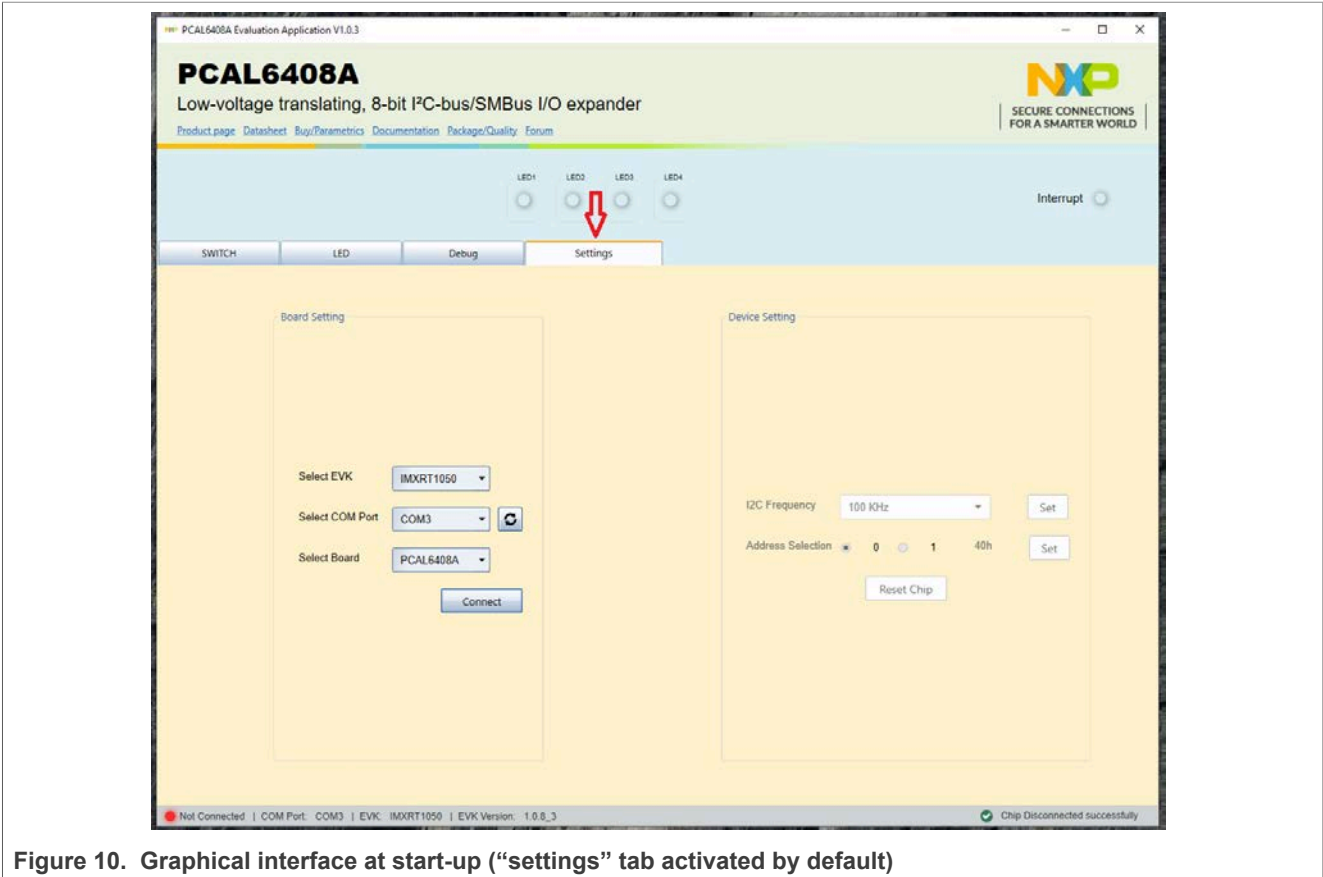 PCAL6408A Evaluation Application V1.0.3
PCAL6408A
Low-voltage translating, 8-bit I²C-bus/SMBus I/O expander
Product page Datasheet Buy/Parametrics Documentation Package/Quality Forum
NXP
SECURE CONNECTIONS
FOR A SMARTER WORLD
LED1 LED2 LED3 LED4
Interrupt
SWITCH LED Debug Settings
Board Setting
Device Setting
Select EVK IMXRT1050
Select COM Port COM3
Select Board PCAL6408A
Connect
I2C Frequency 100 KHz Set
Address Selection 0 1 40h Set
Reset Chip
Not Connected | COM Port: COM3 | EVK: IMXRT1050 | EVK Version: 1.0.8_3
Chip Disconnected successfully
Figure 10. Graphical interface at start-up (“settings” tab activated by default)